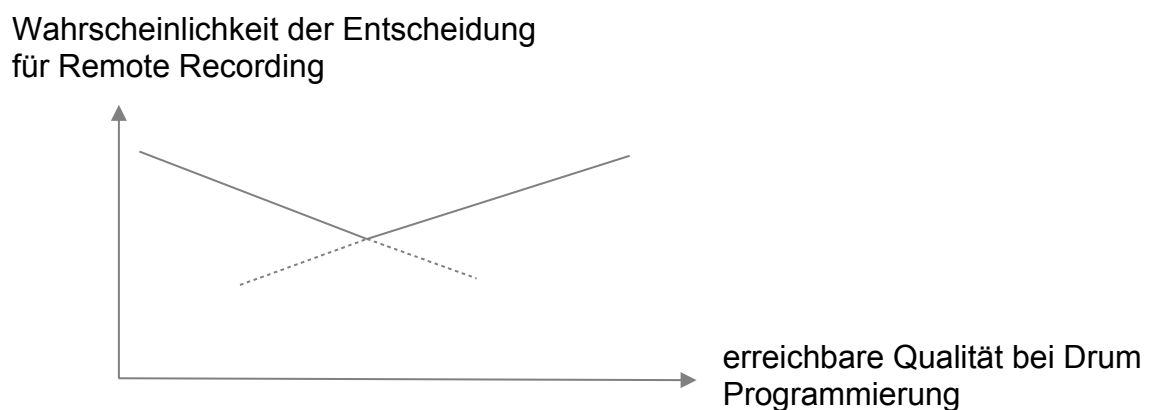 Wahrscheinlichkeit der Entscheidung
für Remote Recording
erreichbare Qualität bei Drum
Programmierung